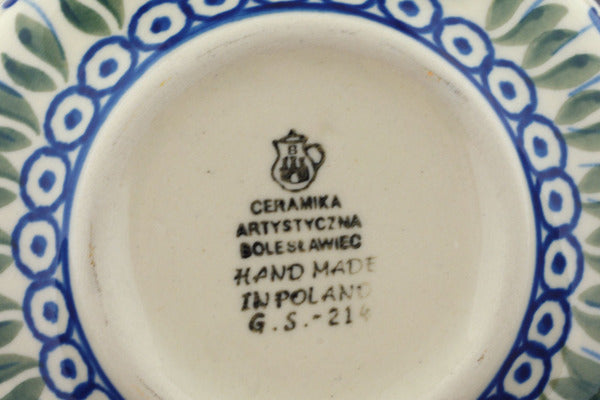 B
CERAMIKA
ARTYSTYCZNA
BOLESŁAWIEC
HAND MADE
IN POLAND
G.S.-214